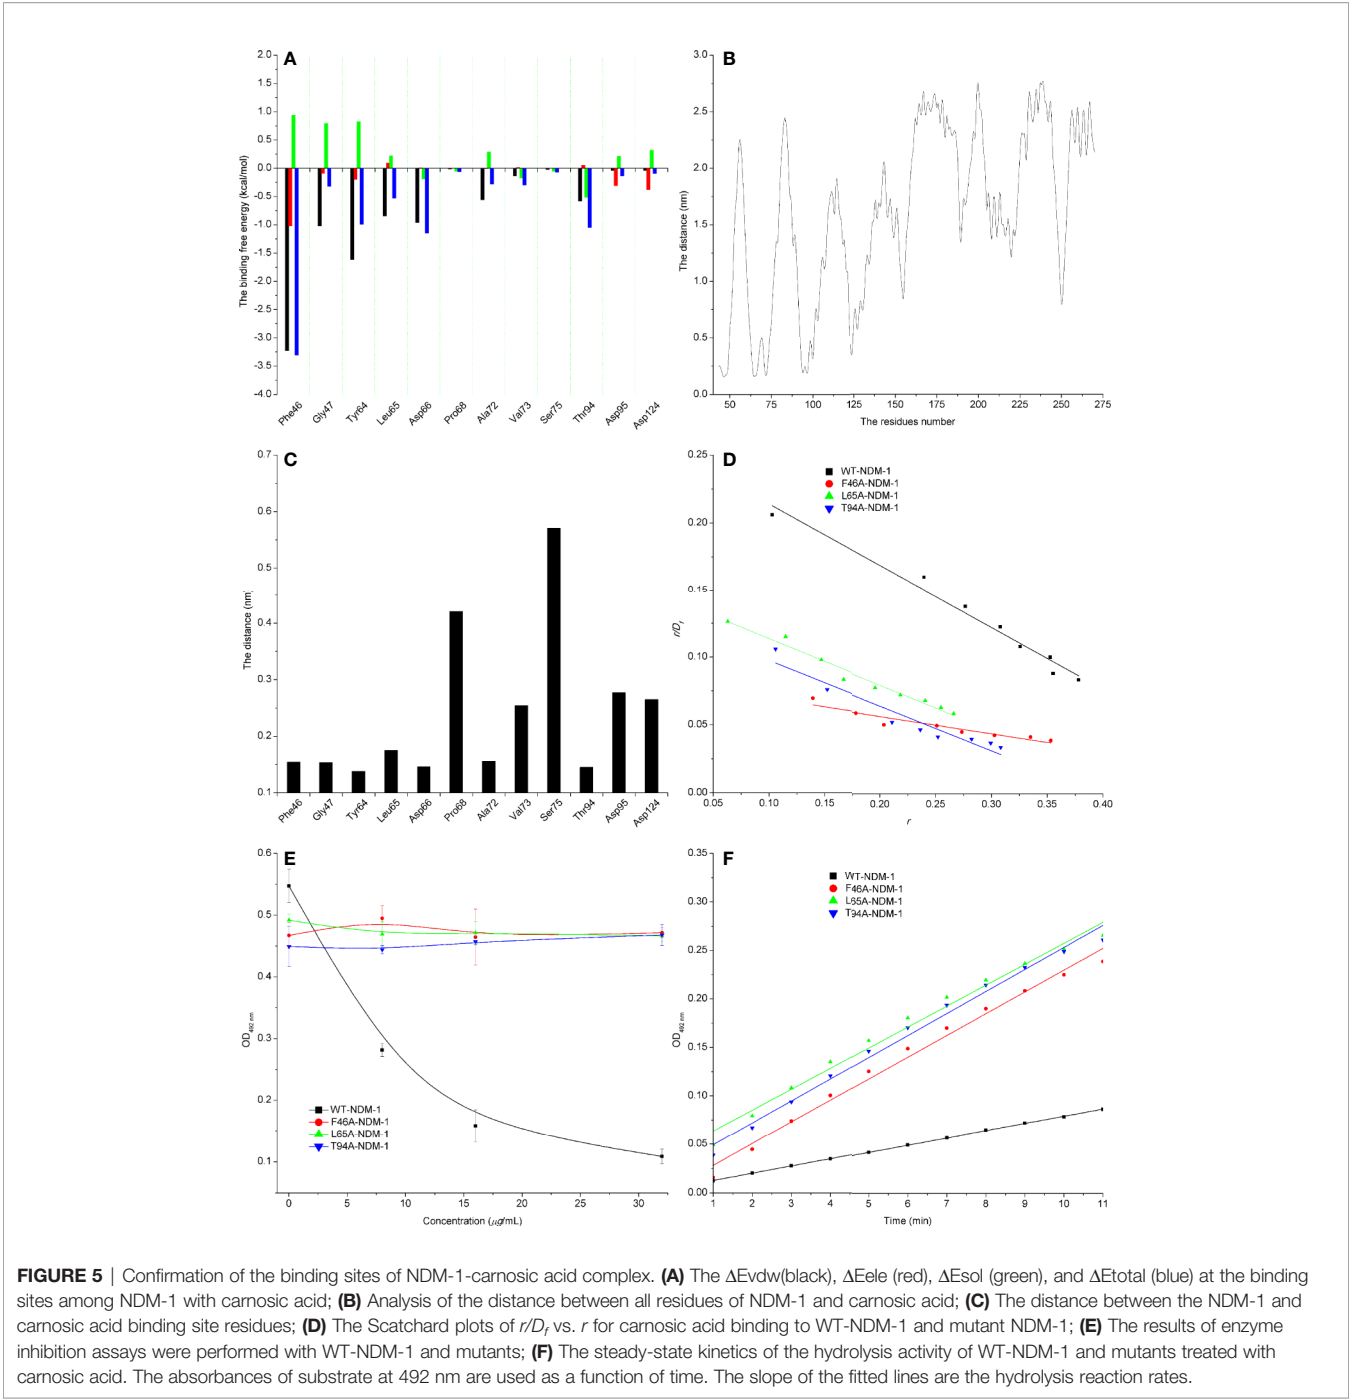 A
2.0
1.5
1.0
0.5
0.0
-0.5
-1.0
-1.5
-2.0
-2.5
-3.0
-3.5
-4.0
The binding free energy (kcal/mol)
Phe46
Gly47
Tyr64
Leu65
Asp66
Pro68
Ala72
Val73
Ser75
Thr94
Asp95
Asp124
B
3.0
2.5
2.0
1.5
1.0
0.5
0.0
The distance (nm)
50 75 100 125 150 175 200 225 250 275
The residues number
C
0.7
0.6
0.5
0.4
0.3
0.2
0.1
The distance (nm)
Phe46
Gly47
Tyr64
Leu65
Asp66
Pro68
Ala72
Val73
Ser75
Thr94
Asp95
Asp124
D
0.25
0.20
0.15
0.10
0.05
0.00
r/Df
WT-NDM-1
F46A-NDM-1
L65A-NDM-1
T94A-NDM-1
0.05 0.10 0.15 0.20 0.25 0.30 0.35 0.40
r
E
0.6
0.5
0.4
0.3
0.2
0.1
OD492 nm
WT-NDM-1
F46A-NDM-1
L65A-NDM-1
T94A-NDM-1
0 5 10 15 20 25 30
Concentration (μg/mL)
F
0.35
0.30
0.25
0.20
0.15
0.10
0.05
0.00
OD492 nm
WT-NDM-1
F46A-NDM-1
L65A-NDM-1
T94A-NDM-1
1 2 3 4 5 6 7 8 9 10 11
Time (min)
FIGURE 5 | Confirmation of the binding sites of NDM-1-carnosic acid complex. (A) The ΔEvdw(black), ΔEele (red), ΔEsol (green), and ΔEtotal (blue) at the binding
sites among NDM-1 with carnosic acid; (B) Analysis of the distance between all residues of NDM-1 and carnosic acid; (C) The distance between the NDM-1 and
carnosic acid binding site residues; (D) The Scatchard plots of r/Df vs. r for carnosic acid binding to WT-NDM-1 and mutant NDM-1; (E) The results of enzyme
inhibition assays were performed with WT-NDM-1 and mutants; (F) The steady-state kinetics of the hydrolysis activity of WT-NDM-1 and mutants treated with
carnosic acid. The absorbances of substrate at 492 nm are used as a function of time. The slope of the fitted lines are the hydrolysis reaction rates.